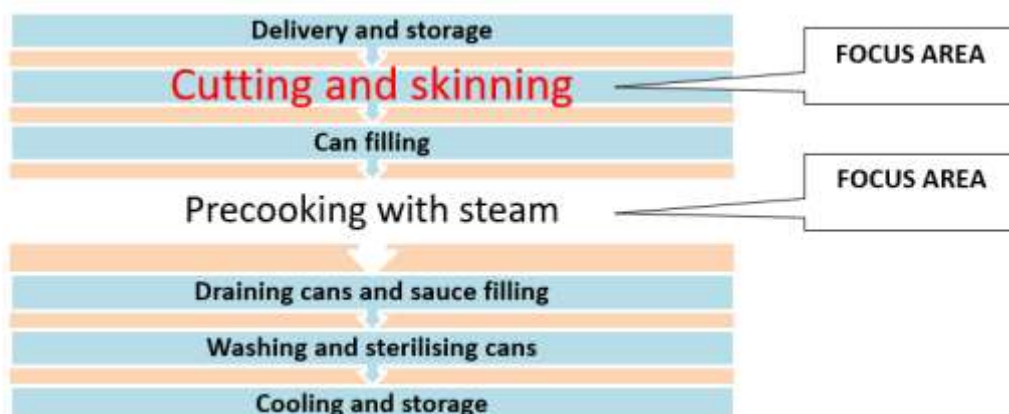 Delivery and storage
FOCUS AREA
Cutting and skinning
Can filling
FOCUS AREA
Precooking with steam
Draining cans and sauce filling
Washing and sterilising cans
Cooling and storage